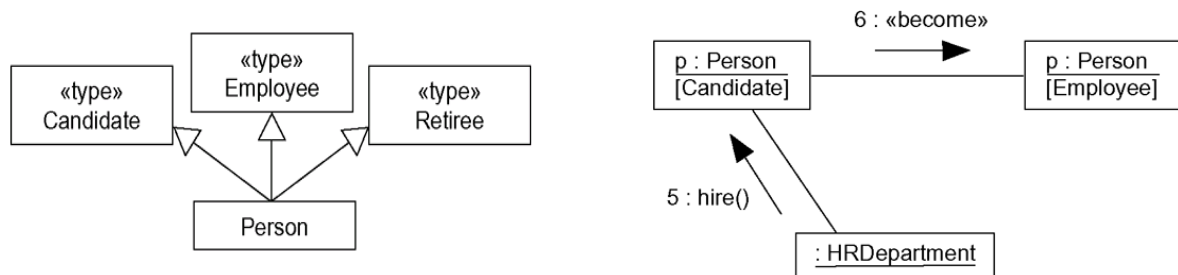 «type»
Candidate
«type»
Employee
«type»
Retiree
Person
6 : «become»
p : Person
[Candidate]
p : Person
[Employee]
5 : hire()
: HRDepartment